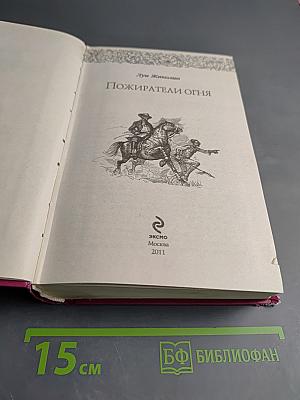 Луи Жаколио
ПОЖИРАТЕЛИ ОГНЯ
ЭКСМО
Москва
2011
15 см
БФ БИБЛИОФАН